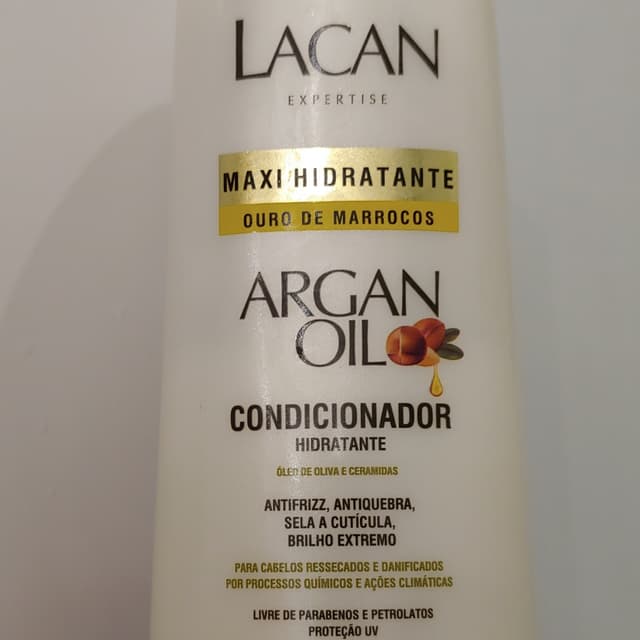 LACAN
EXPERTISE
MAXI HIDRATANTE
OURO DE MARROCOS
ARGAN
OIL
CONDICIONADOR
HIDRATANTE
ÓLEO DE OLIVA E CERAMIDAS
ANTIFRIZZ, ANTIQUEBRA,
SELA A CUTÍCULA,
BRILHO EXTREMO
PARA CABELOS RESSECADOS E DANIFICADOS
POR PROCESSOS QUÍMICOS E AÇÕES CLIMÁTICAS
LIVRE DE PARABENOS E PETROLATOS
PROTEÇÃO UV